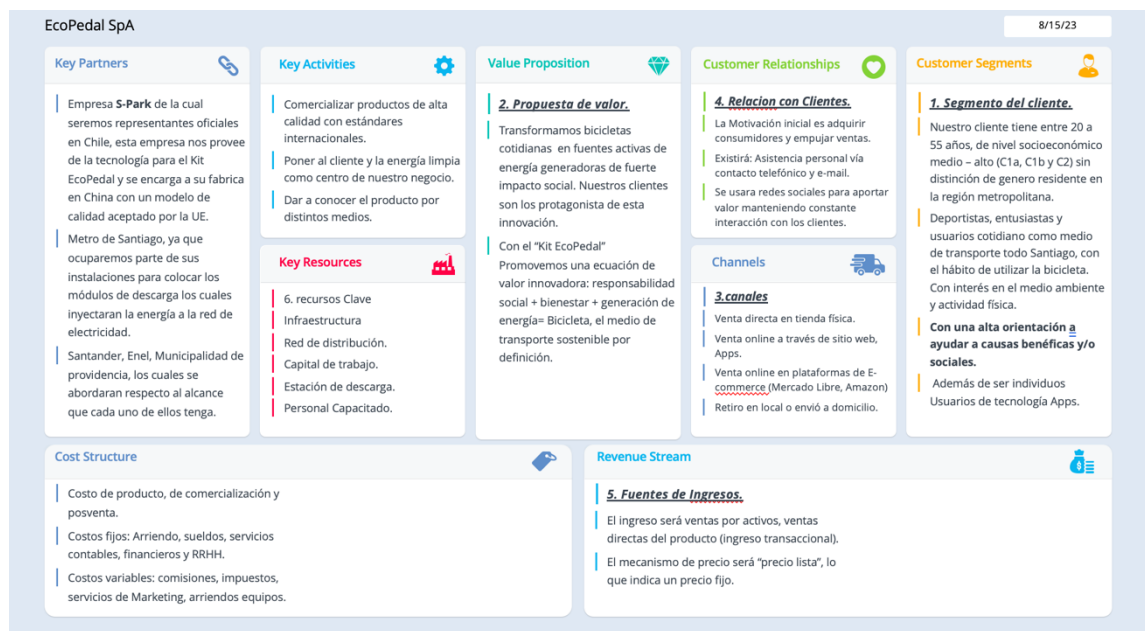 EcoPedal SpA
8/15/23
Key Partners
Empresa S-Park de la cual
seremos representantes oficiales
en Chile, esta empresa nos provee
de la tecnología para el Kit
EcoPedal y se encarga a su fabrica
en China con un modelo de
calidad aceptado por la UE.
Metro de Santiago, ya que
ocuparemos parte de sus
instalaciones para colocar los
módulos de descarga los cuales
inyectaran la energía a la red de
electricidad.
Santander, Enel, Municipalidad de
providencia, los cuales se
abordaran respecto al alcance
que cada uno de ellos tenga.
Key Activities
Comercializar productos de alta
calidad con estándares
internacionales.
Poner al cliente y la energía limpia
como centro de nuestro negocio.
Dar a conocer el producto por
distintos medios.
Key Resources
6. recursos Clave
Infraestructura
Red de distribución.
Capital de trabajo.
Estación de descarga.
Personal Capacitado.
Value Proposition
2. Propuesta de valor.
Transformamos bicicletas
cotidianas en fuentes activas de
energía generadoras de fuerte
impacto social. Nuestros clientes
son los protagonista de esta
innovación.
Con el “Kit EcoPedal”
Promovemos una ecuación de
valor innovadora: responsabilidad
social + bienestar + generación de
energía= Bicicleta, el medio de
transporte sostenible por
definición.
Customer Relationships
4. Relacion con Clientes.
La Motivación inicial es adquirir
consumidores y empujar ventas.
Existirá: Asistencia personal vía
contacto telefónico y e-mail.
Se usara redes sociales para aportar
valor manteniendo constante
interacción con los clientes.
Channels
3.canales
Venta directa en tienda física.
Venta online a través de sitio web,
Apps.
Venta online en plataformas de E-
commerce (Mercado Libre, Amazon)
Retiro en local o envió a domicilio.
Customer Segments
1. Segmento del cliente.
Nuestro cliente tiene entre 20 a
55 años, de nivel socioeconómico
medio – alto (C1a, C1b y C2) sin
distinción de genero residente en
la región metropolitana.
Deportistas, entusiastas y
usuarios cotidiano como medio
de transporte todo Santiago, con
el hábito de utilizar la bicicleta.
Con interés en el medio ambiente
y actividad física.
Con una alta orientación a
ayudar a causas benéficas y/o
sociales.
Además de ser individuos
Usuarios de tecnología Apps.
Cost Structure
Costo de producto, de comercialización y
posventa.
Costos fijos: Arriendo, sueldos, servicios
contables, financieros y RRHH.
Costos variables: comisiones, impuestos,
servicios de Marketing, arriendos equipos.
Revenue Stream
5. Fuentes de Ingresos.
El ingreso será ventas por activos, ventas
directas del producto (ingreso transaccional).
El mecanismo de precio será “precio lista”, lo
que indica un precio fijo.